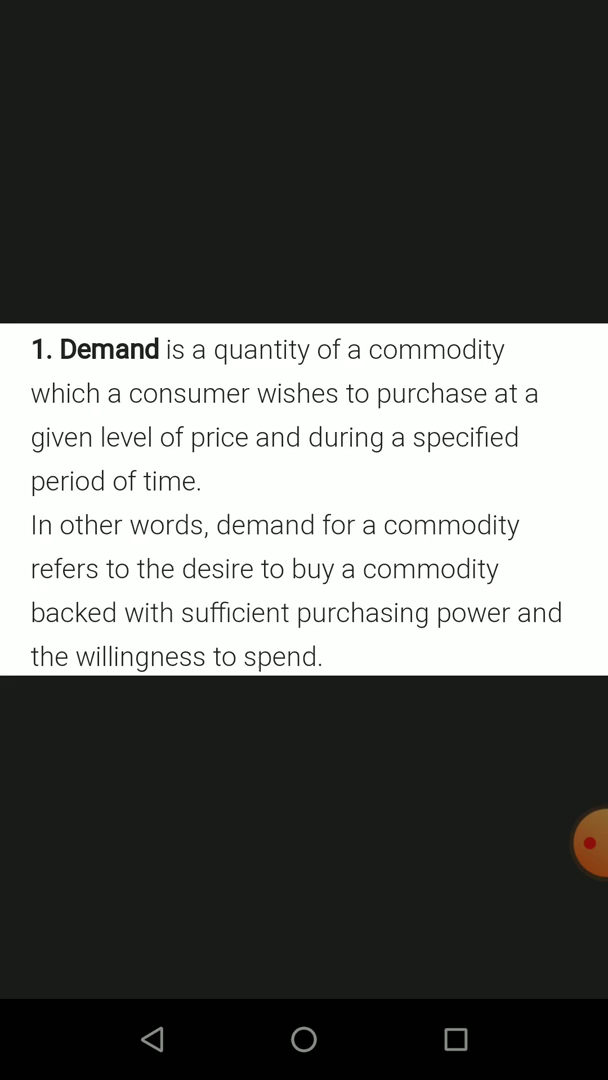 1. Demand is a quantity of a commodity
which a consumer wishes to purchase at a
given level of price and during a specified
period of time.
In other words, demand for a commodity
refers to the desire to buy a commodity
backed with sufficient purchasing power and
the willingness to spend.